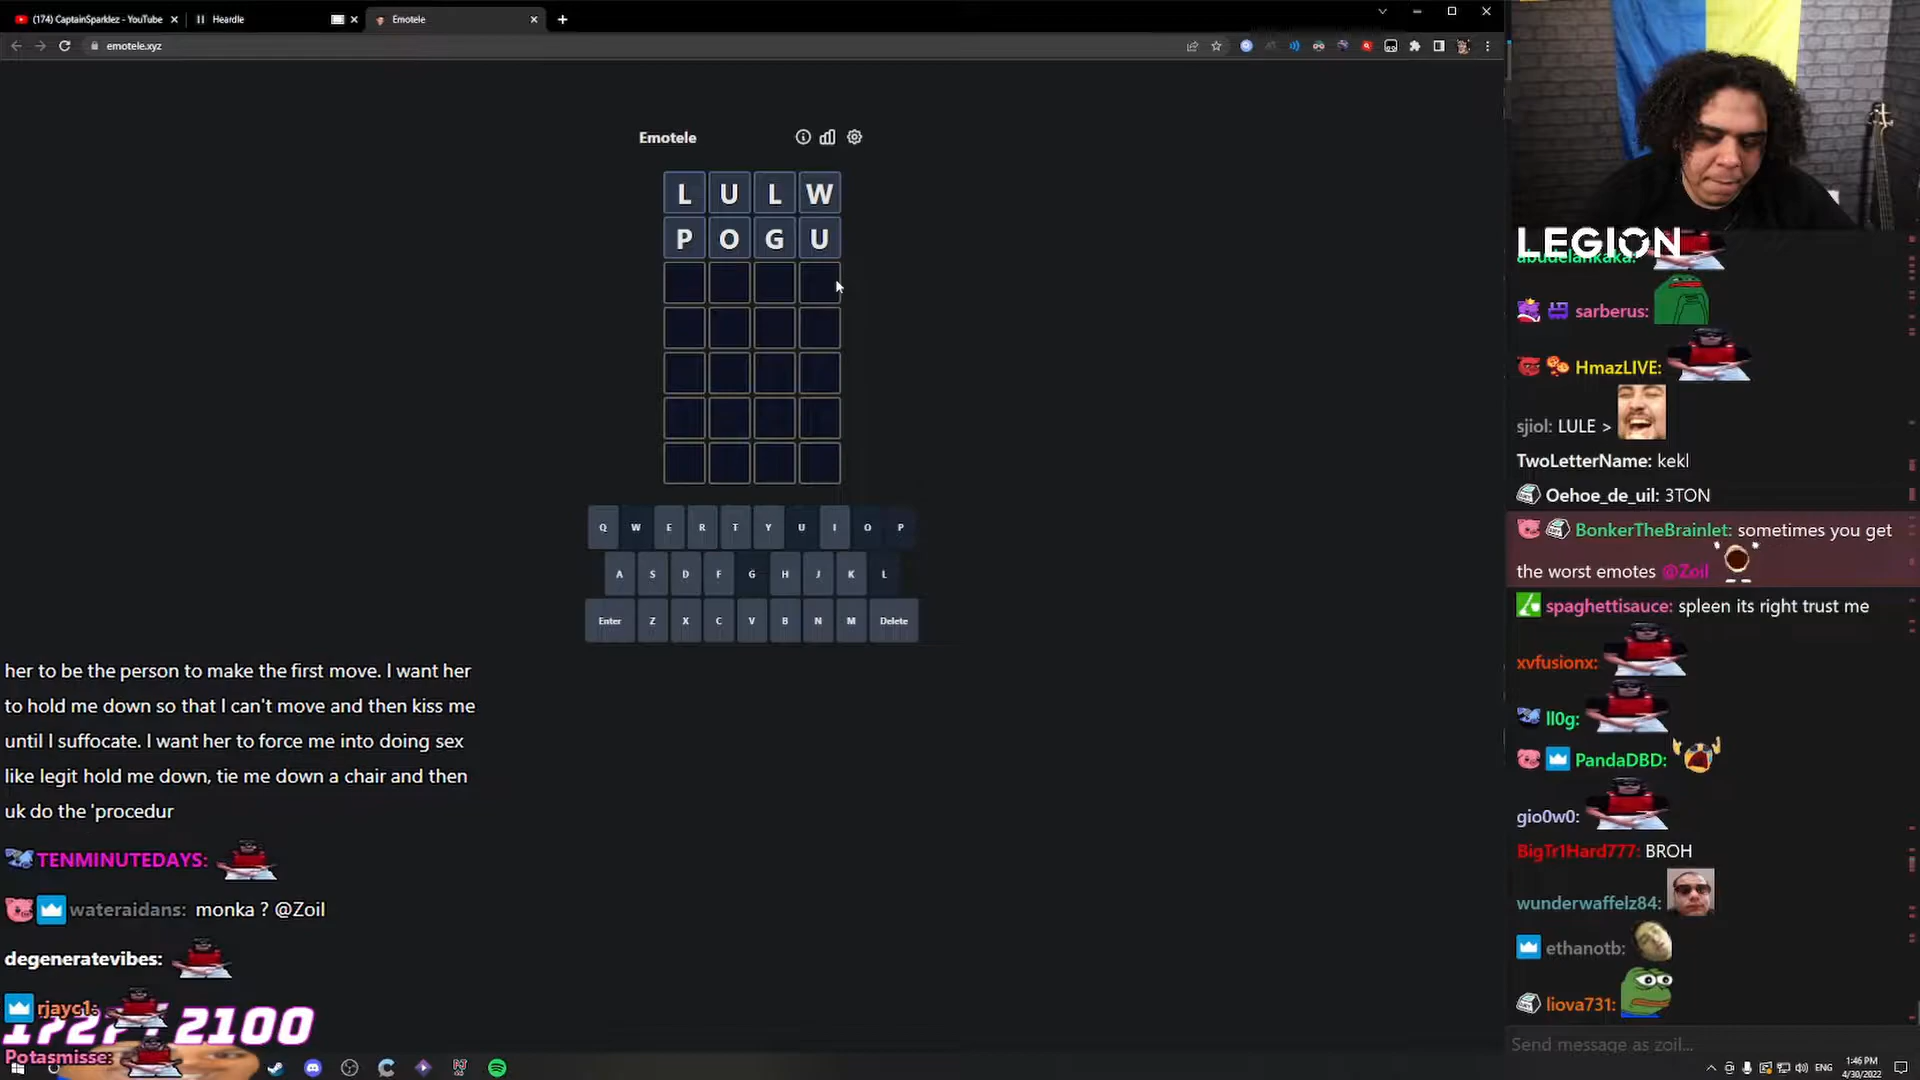 (174) CaptainSparklez - YouTube
Heardle
Emotele
emotele.xyz
Emotele
L U L W
P O G U
Q W E R T Y U I O P
A S D F G H J K L
Enter Z X C V B N M Delete
her to be the person to make the first move. I want her
to hold me down so that I can't move and then kiss me
until I suffocate. I want her to force me into doing sex
like legit hold me down, tie me down a chair and then
uk do the 'procedur
TENMINUTEDAYS:
wateraidans: monka ? @Zoil
degeneratevibes:
rjayc1:
2100
Potasmisse:
LEGION
abudelahkaka:
sarberus:
HmazLIVE:
sjiol: LULE >
TwoLetterName: kekl
Oehoe_de_uil: 3TON
BonkerTheBrainlet: sometimes you get
the worst emotes @Zoil
spaghettisauce: spleen its right trust me
xvfusionx:
ll0g:
PandaDBD:
gio0w0:
BigTr1Hard777: BROH
wunderwaffelz84:
ethanotb:
liova731:
Send message as zoil...
ENG
1:46 PM
4/30/2022